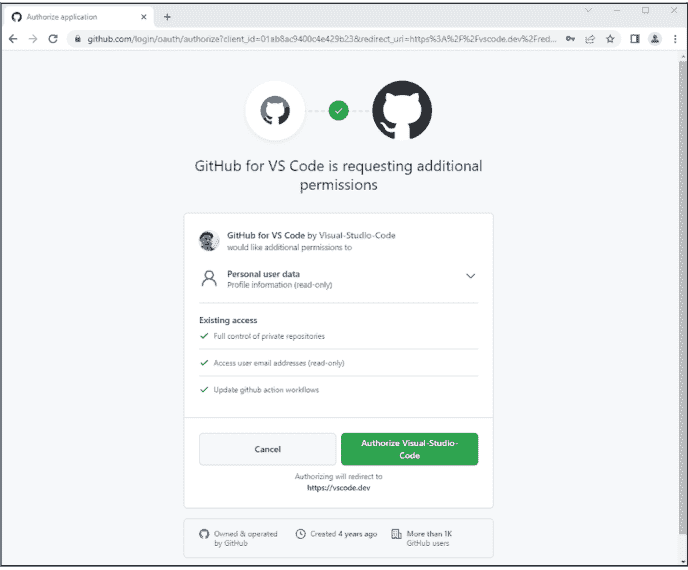 Authorize application
github.com/login/oauth/authorize?client_id=01ab8ac9400c4e429b23&redirect_uri=https%3A%2F%2Fvscode.dev%2Fred...
GitHub for VS Code is requesting additional
permissions
GitHub for VS Code by Visual-Studio-Code
would like additional permissions to
Personal user data
Profile information (read-only)
Existing access
Full control of private repositories
Access user email addresses (read-only)
Update github action workflows
Cancel
Authorize Visual-Studio-
Code
Authorizing will redirect to
https://vscode.dev
Owned & operated
by GitHub
Created 4 years ago
More than 1K
GitHub users